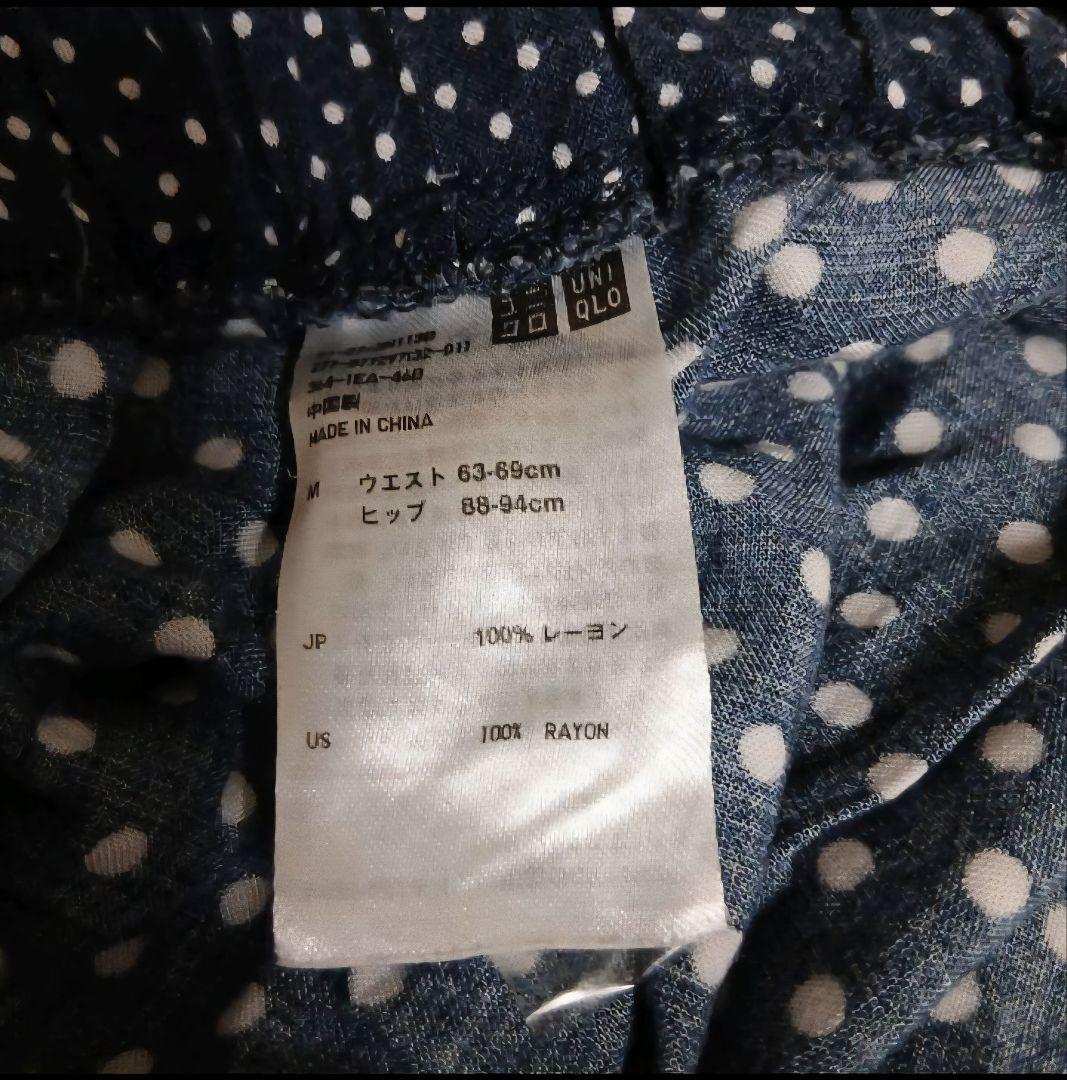 ユニクロ
UNIQLO
中国製
MADE IN CHINA
M ウエスト 63-69cm
ヒップ 88-94cm
JP 100% レーヨン
US 100% RAYON